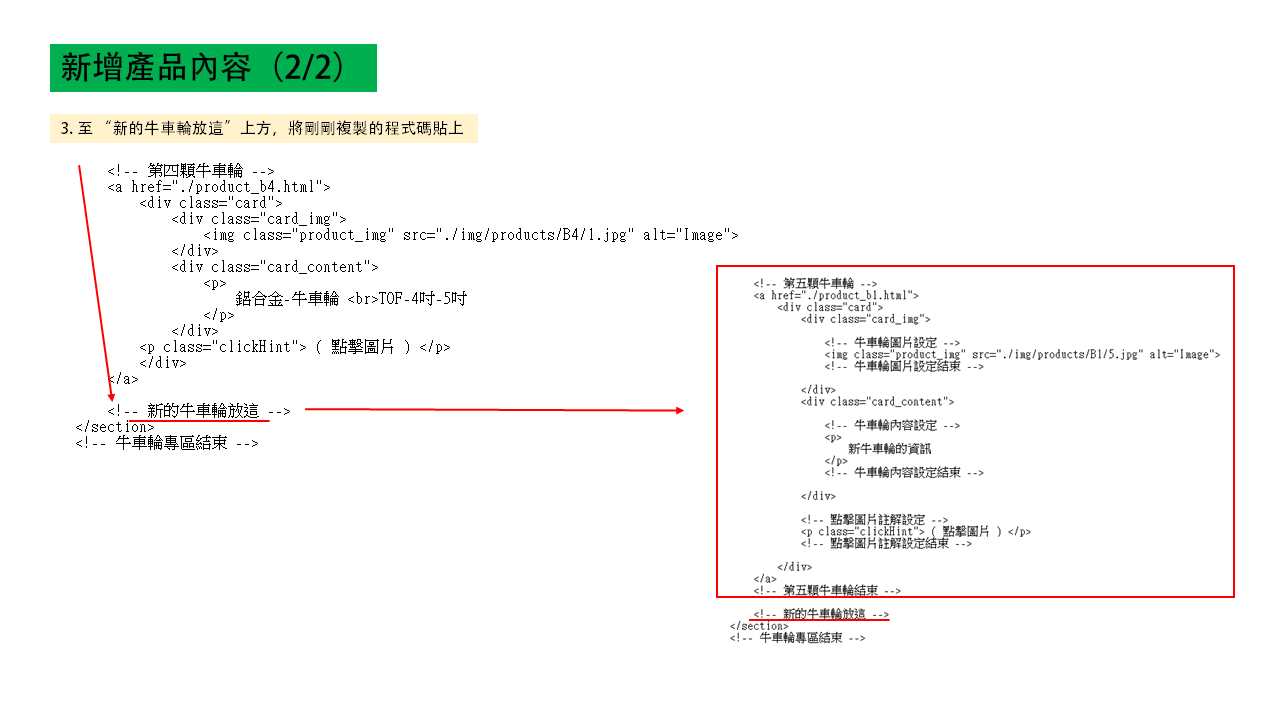 新增產品內容（2/2）
3. 至 “新的牛車輪放這” 上方，將剛剛複製的程式碼貼上
<!-- 第四顆牛車輪 -->
<a href="./product_b4.html">
<div class="card">
<div class="card_img">
<img class="product_img" src="./img/products/B4/1.jpg" alt="Image">
</div>
<div class="card_content">
<p>
鋁合金-牛車輪 <br>TOF-4吋-5吋
</p>
</div>
<p class="clickHint"> ( 點擊圖片 ) </p>
</div>
</a>
<!-- 新的牛車輪放這 -->
</section>
<!-- 牛車輪專區結束 -->
<!-- 第五顆牛車輪 -->
<a href="./product_b1.html">
<div class="card">
<div class="card_img">
<!-- 牛車輪圖片設定 -->
<img class="product_img" src="./img/products/B1/5.jpg" alt="Image">
<!-- 牛車輪圖片設定結束 -->
</div>
<div class="card_content">
<!-- 牛車輪內容設定 -->
<p>
新牛車輪的資訊
</p>
<!-- 牛車輪內容設定結束 -->
</div>
<!-- 點擊圖片註解設定 -->
<p class="clickHint"> ( 點擊圖片 ) </p>
<!-- 點擊圖片註解設定結束 -->
</div>
</a>
<!-- 第五顆牛車輪結束 -->
<!-- 新的牛車輪放這 -->
</section>
<!-- 牛車輪專區結束 -->